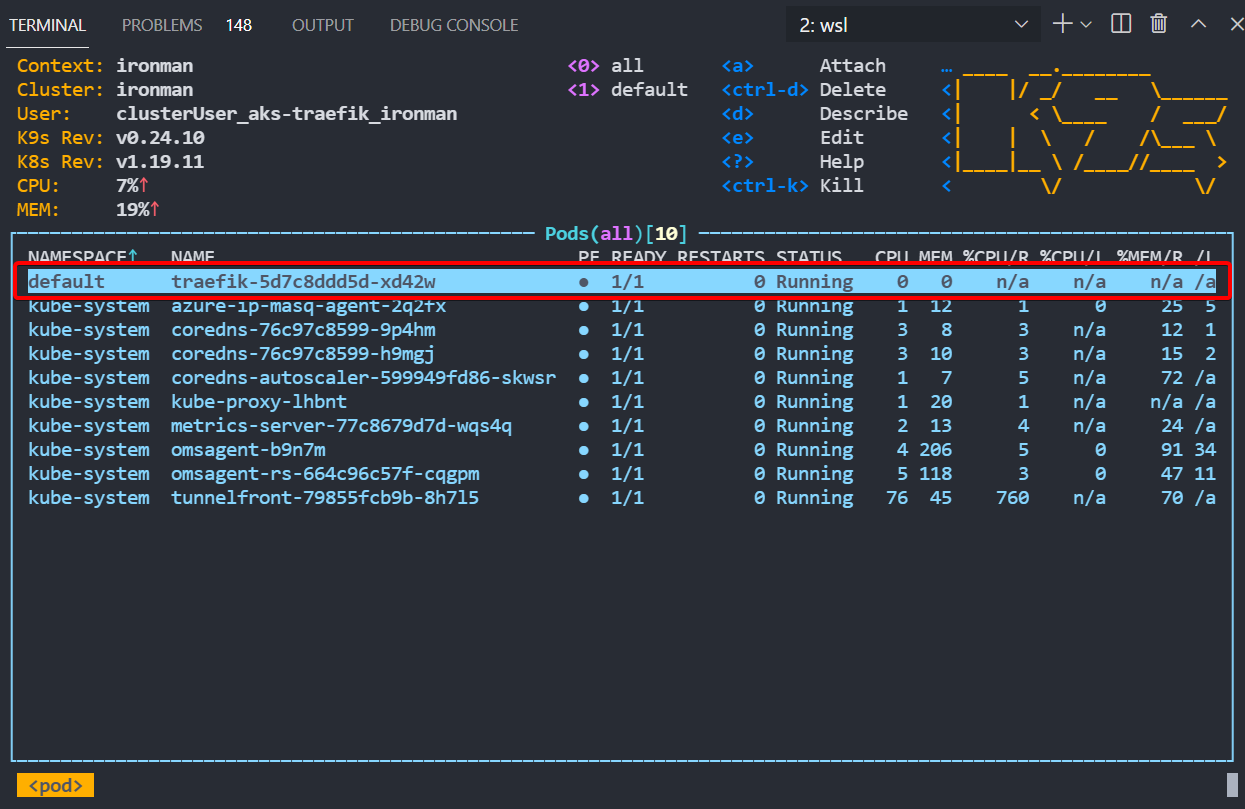 TERMINAL PROBLEMS 148 OUTPUT DEBUG CONSOLE 2: wsl
Context: ironman <0> all <a> Attach …
Cluster: ironman <1> default <ctrl-d> Delete <
User: clusterUser_aks-traefik_ironman <d> Describe <
K9s Rev: v0.24.10 <e> Edit <
K8s Rev: v1.19.11 <?> Help <
CPU: 7%↑ <ctrl-k> Kill <
MEM: 19%↑
Pods(all)[10]
NAMESPACE↑ NAME PF READY RESTARTS STATUS CPU MEM %CPU/R %CPU/L %MEM/R /L
default traefik-5d7c8ddd5d-xd42w ● 1/1 0 Running 0 0 n/a n/a n/a /a
kube-system azure-ip-masq-agent-2q2fx ● 1/1 0 Running 1 12 1 0 25 5
kube-system coredns-76c97c8599-9p4hm ● 1/1 0 Running 3 8 3 n/a 12 1
kube-system coredns-76c97c8599-h9mgj ● 1/1 0 Running 3 10 3 n/a 15 2
kube-system coredns-autoscaler-599949fd86-skwsr ● 1/1 0 Running 1 7 5 n/a 72 /a
kube-system kube-proxy-lhbnt ● 1/1 0 Running 1 20 1 n/a n/a /a
kube-system metrics-server-77c8679d7d-wqs4q ● 1/1 0 Running 2 13 4 n/a 24 /a
kube-system omsagent-b9n7m ● 1/1 0 Running 4 206 5 0 91 34
kube-system omsagent-rs-664c96c57f-cqgpm ● 1/1 0 Running 5 118 3 0 47 11
kube-system tunnelfront-79855fcb9b-8h7l5 ● 1/1 0 Running 76 45 760 n/a 70 /a
<pod>